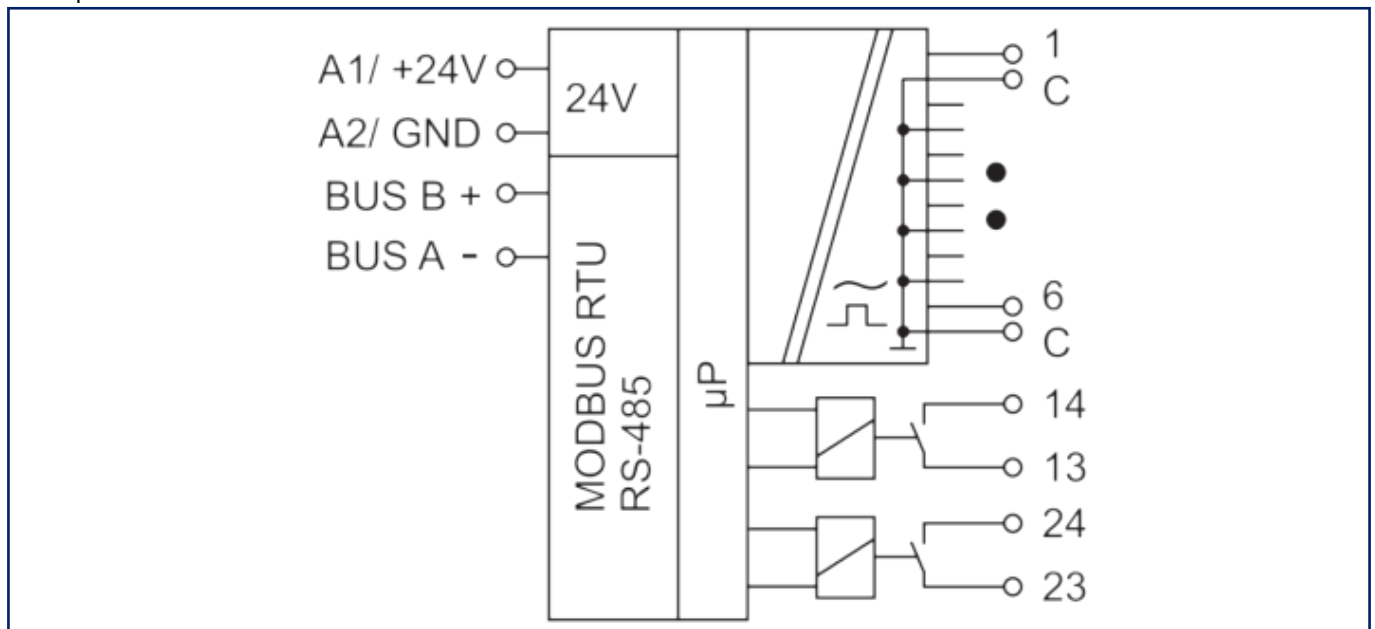 A1/ +24V
A2/ GND
BUS B +
BUS A -
24V
MODBUS RTU
RS-485
µP
1
C
6
C
14
13
24
23